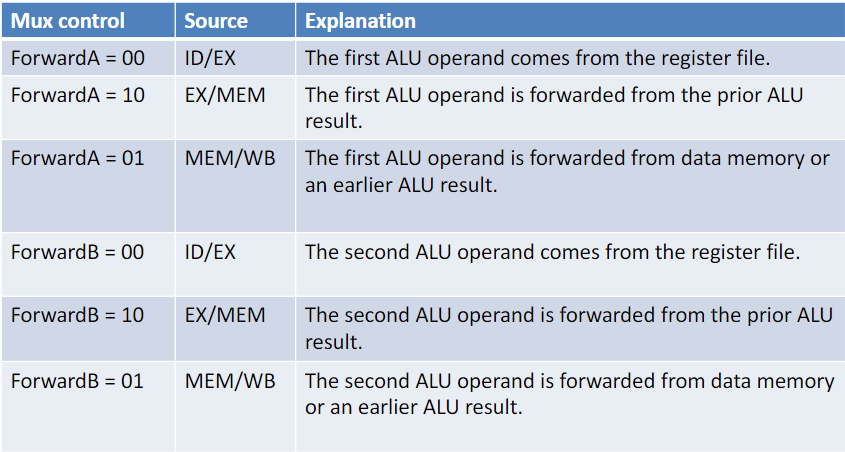 Mux control Source Explanation
ForwardA = 00 ID/EX The first ALU operand comes from the register file.
ForwardA = 10 EX/MEM The first ALU operand is forwarded from the prior ALU
result.
ForwardA = 01 MEM/WB The first ALU operand is forwarded from data memory or
an earlier ALU result.
ForwardB = 00 ID/EX The second ALU operand comes from the register file.
ForwardB = 10 EX/MEM The second ALU operand is forwarded from the prior ALU
result.
ForwardB = 01 MEM/WB The second ALU operand is forwarded from data memory
or an earlier ALU result.